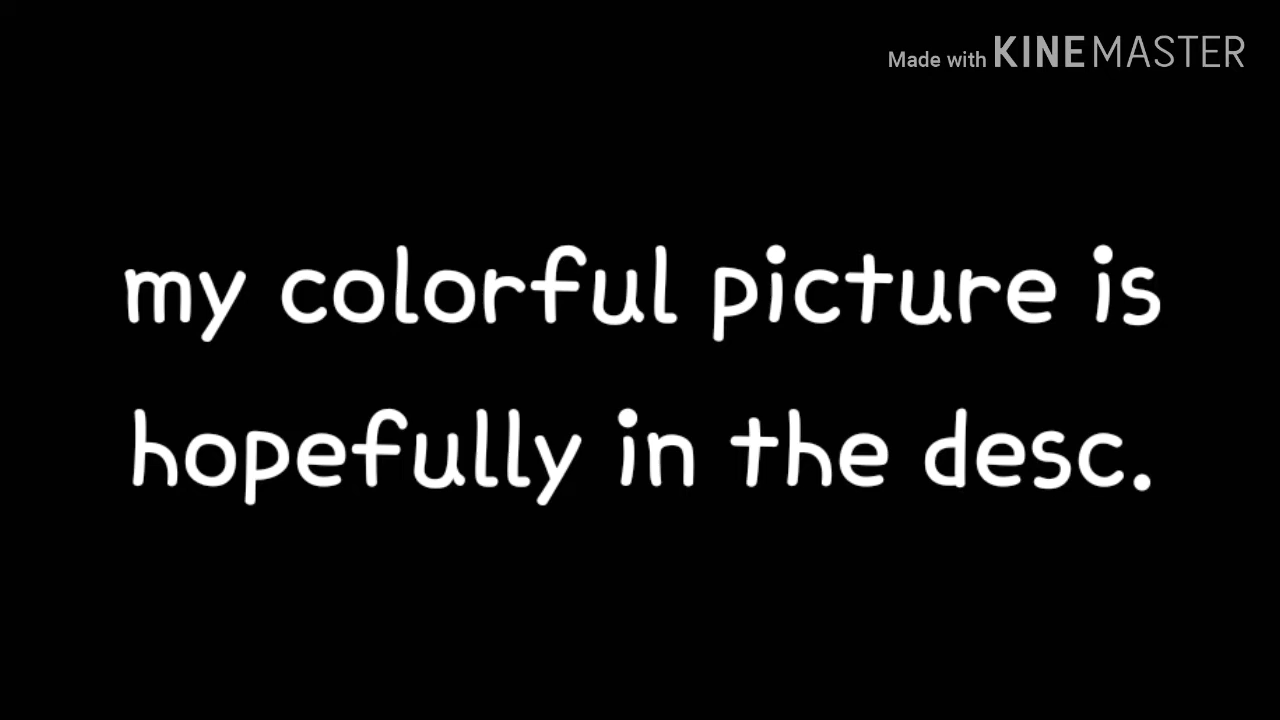 Made with KINEMASTER
my colorful picture is
hopefully in the desc.